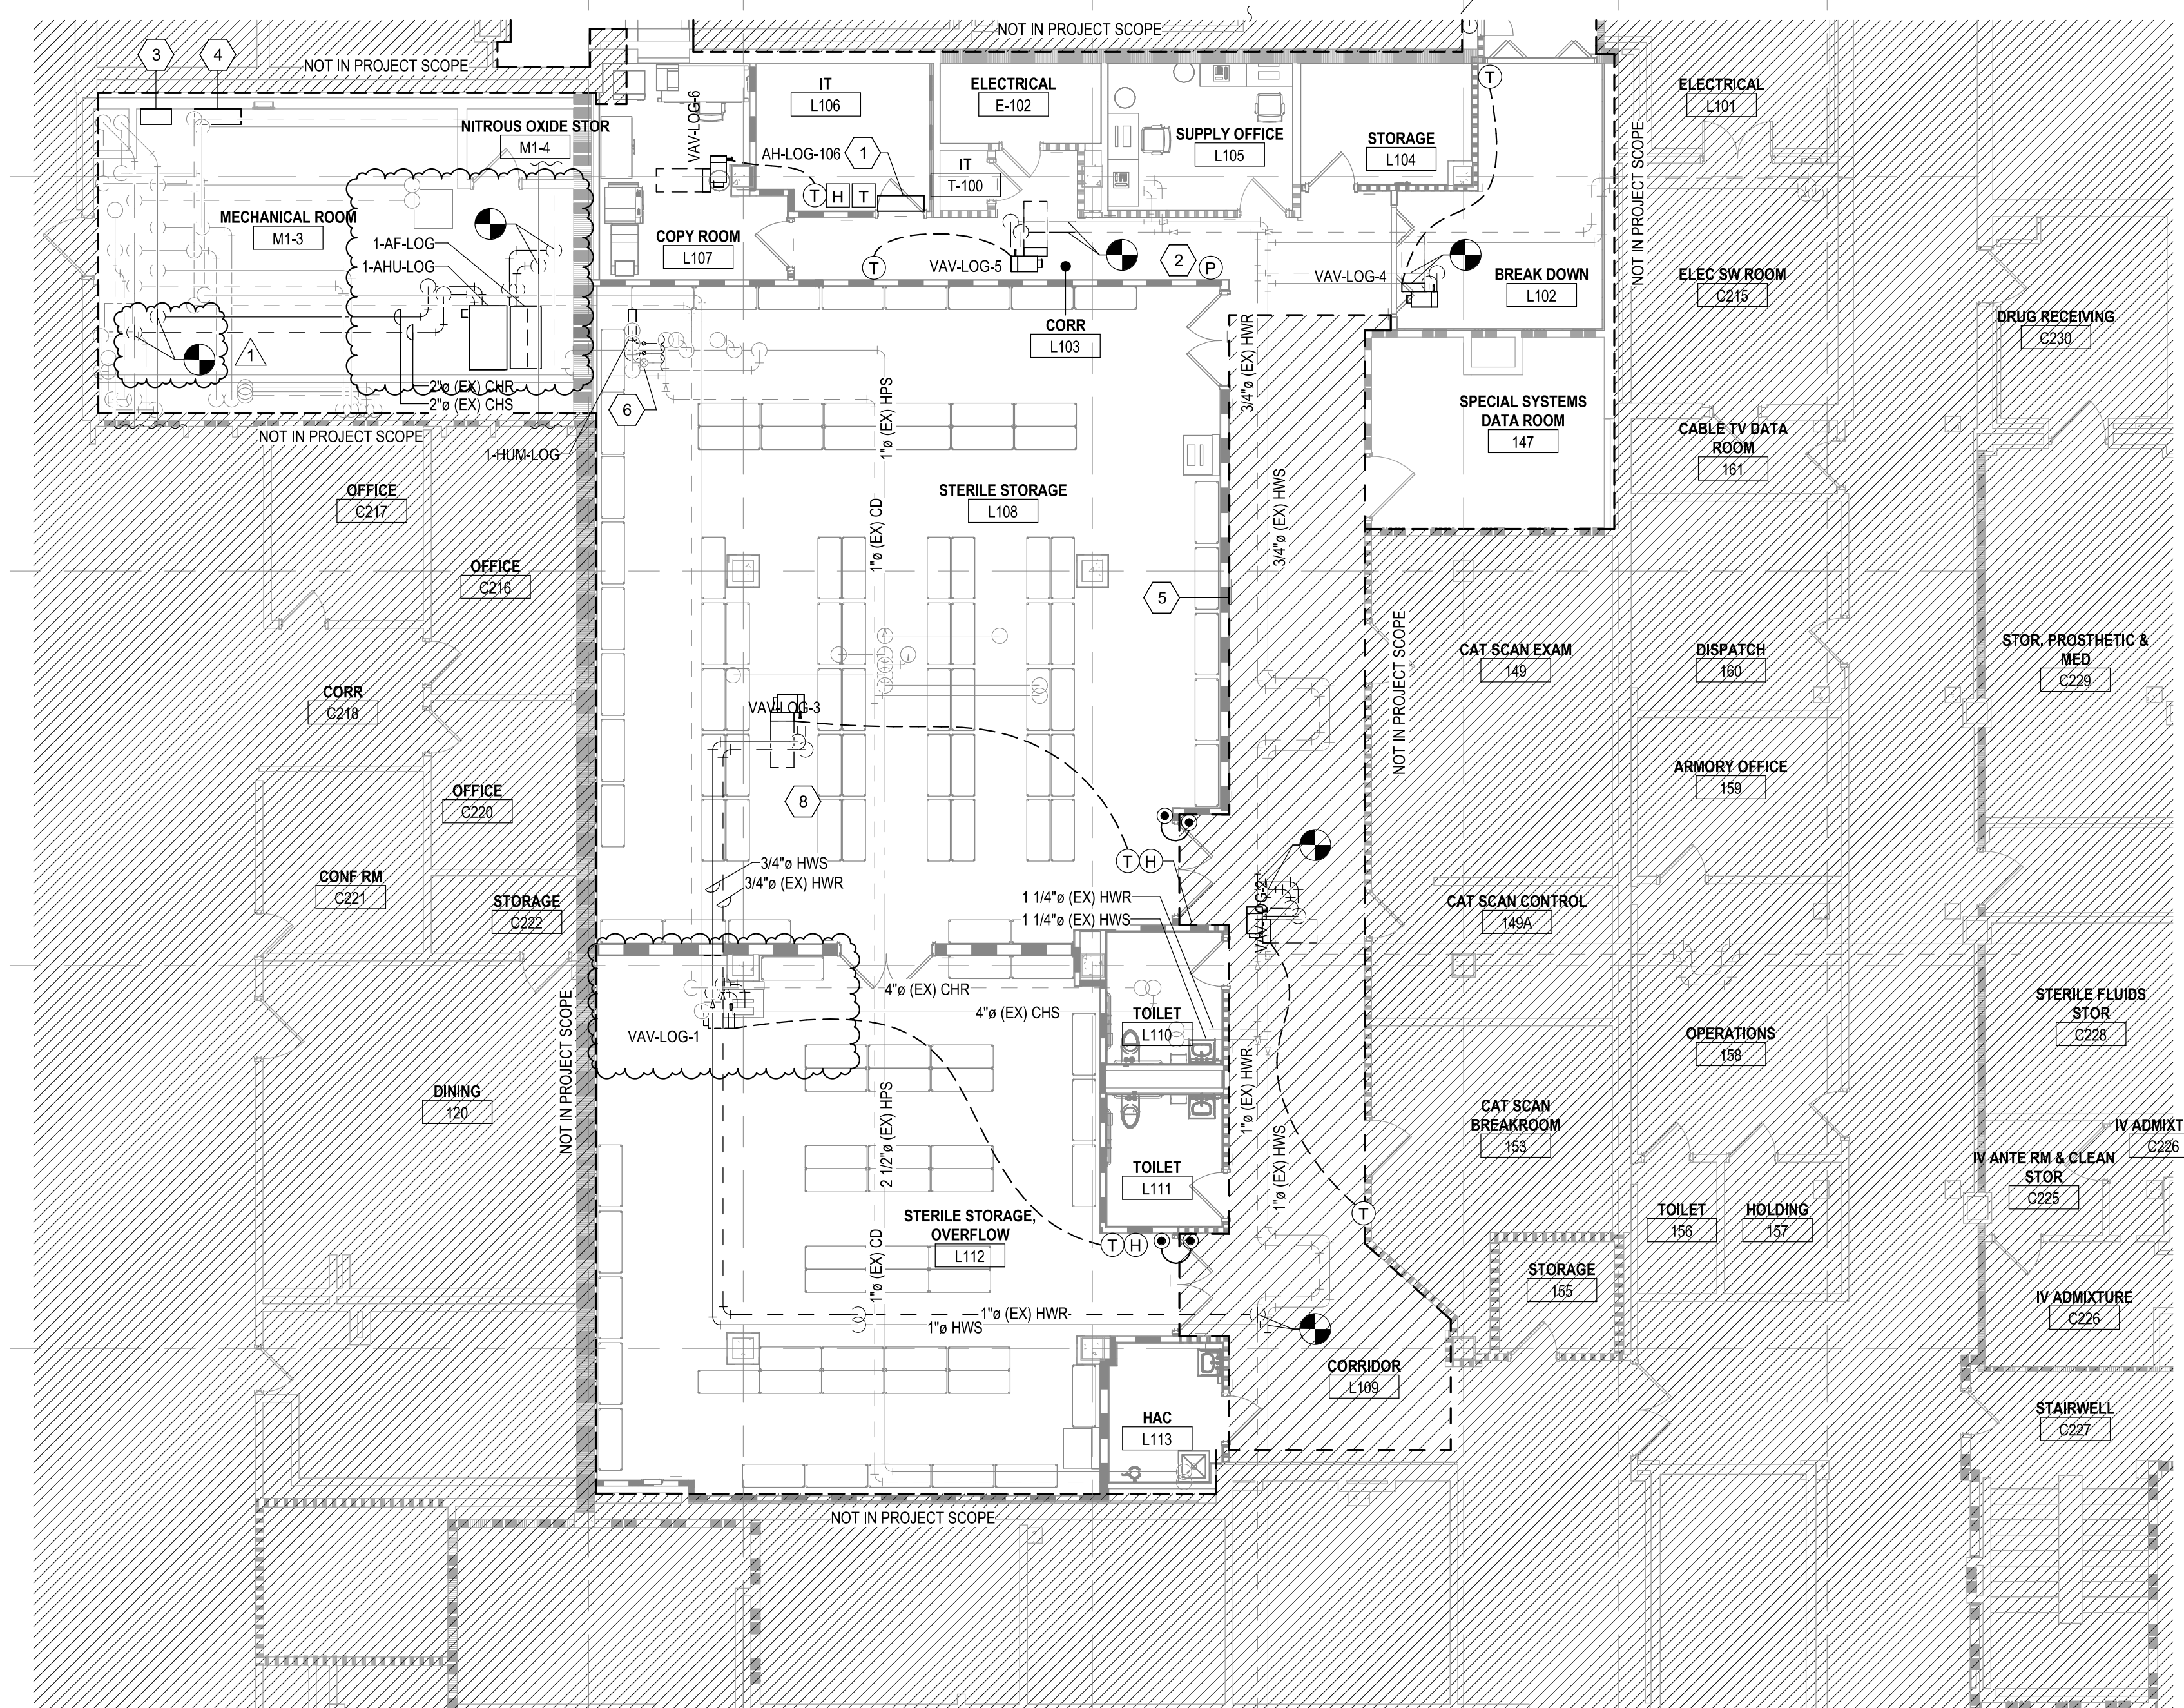 NOT IN PROJECT SCOPE
3
4
NOT IN PROJECT SCOPE
NITROUS OXIDE STOR
M1-4
MECHANICAL ROOM
M1-3
1-AF-LOG
1-AHU-LOG
1
2"ø (EX) CHR
2"ø (EX) CHS
NOT IN PROJECT SCOPE
1-HUM-LOG
6
VAV-LOG-6
IT
L106
AH-LOG-106
1
T
H
T
ELECTRICAL
E-102
IT
T-100
SUPPLY OFFICE
L105
STORAGE
L104
T
COPY ROOM
L107
T
VAV-LOG-5
2
P
CORR
L103
VAV-LOG-4
BREAK DOWN
L102
NOT IN PROJECT SCOPE
ELECTRICAL
L101
ELEC SW ROOM
C215
DRUG RECEIVING
C230
SPECIAL SYSTEMS
DATA ROOM
147
CABLE TV DATA
ROOM
161
3/4"ø (EX) HWR
3/4"ø (EX) HWS
1"ø (EX) HPS
1"ø (EX) CD
STERILE STORAGE
L108
5
OFFICE
C217
OFFICE
C216
CORR
C218
OFFICE
C220
CONF RM
C221
STORAGE
C222
DINING
120
NOT IN PROJECT SCOPE
VAV-LOG-3
8
3/4"ø HWS
3/4"ø (EX) HWR
T
H
1 1/4"ø (EX) HWR
1 1/4"ø (EX) HWS
VAV-LOG-2
NOT IN PROJECT SCOPE
CAT SCAN EXAM
149
DISPATCH
160
STOR. PROSTHETIC &
MED
C229
ARMORY OFFICE
159
CAT SCAN CONTROL
149A
STERILE FLUIDS
STOR
C228
OPERATIONS
158
CAT SCAN
BREAKROOM
153
IV ADMIXT
C226
IV ANTE RM & CLEAN
STOR
C225
TOILET
156
HOLDING
157
STORAGE
155
IV ADMIXTURE
C226
STAIRWELL
C227
4"ø (EX) CHR
4"ø (EX) CHS
VAV-LOG-1
TOILET
L110
TOILET
L111
1"ø (EX) HWR
1"ø (EX) HWS
T
2 1/2"ø (EX) HPS
1"ø (EX) CD
STERILE STORAGE,
OVERFLOW
L112
T
H
1"ø (EX) HWR
1"ø HWS
CORRIDOR
L109
HAC
L113
NOT IN PROJECT SCOPE